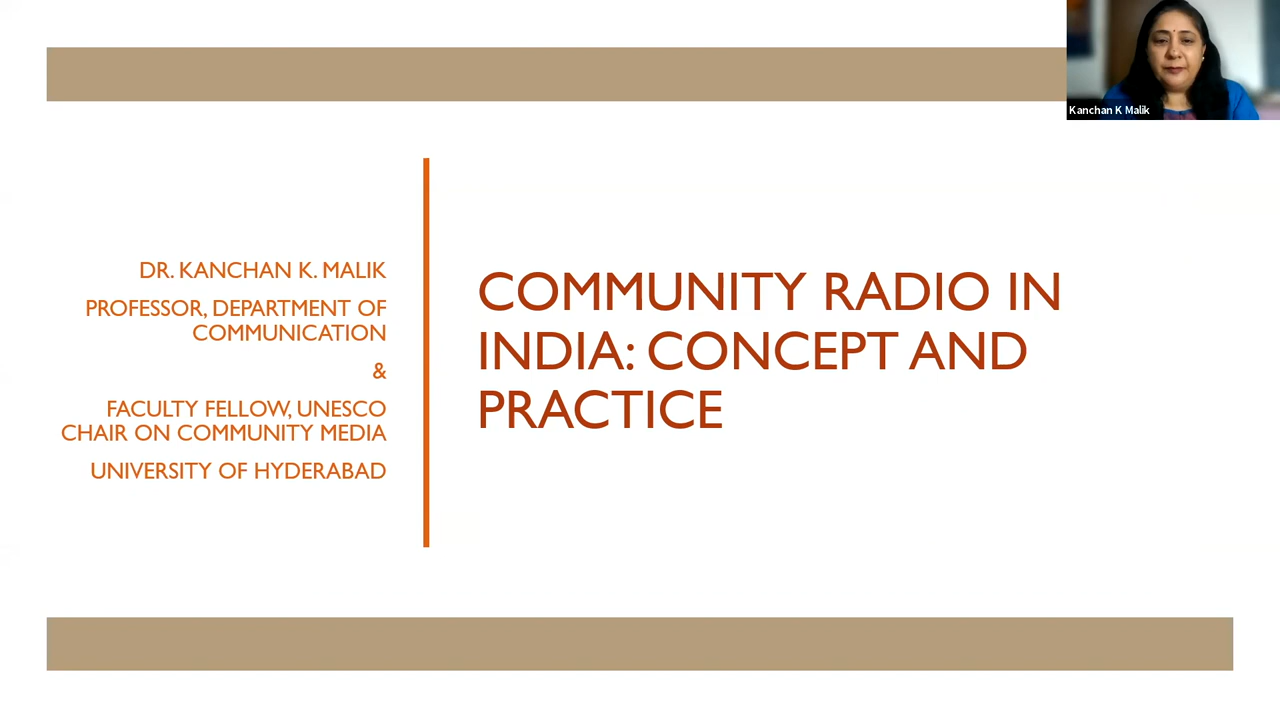 Kanchan K Malik
DR. KANCHAN K. MALIK
PROFESSOR, DEPARTMENT OF
COMMUNICATION
&
FACULTY FELLOW, UNESCO
CHAIR ON COMMUNITY MEDIA
UNIVERSITY OF HYDERABAD
COMMUNITY RADIO IN
INDIA: CONCEPT AND
PRACTICE